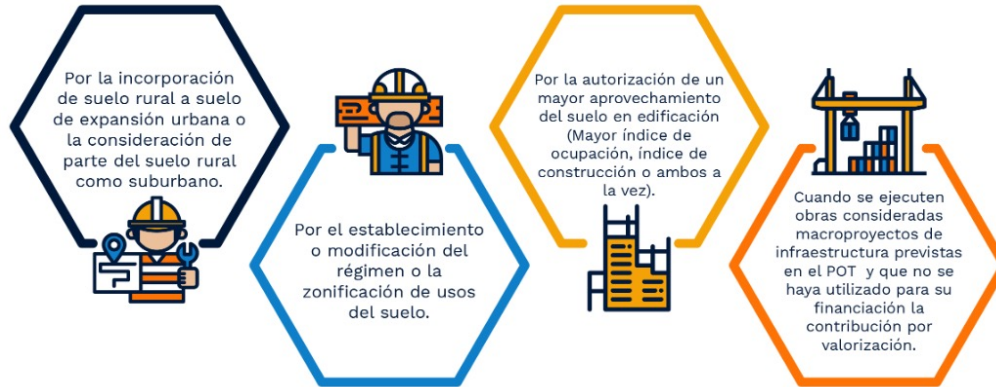 Por la incorporación
de suelo rural a suelo
de expansión urbana o
la consideración de
parte del suelo rural
como suburbano.
Por el establecimiento
o modificación del
régimen o la
zonificación de usos
del suelo.
Por la autorización de un
mayor aprovechamiento
del suelo en edificación
(Mayor índice de
ocupación, índice de
construcción o ambos a
la vez).
Cuando se ejecuten
obras consideradas
macroproyectos de
infraestructura previstas
en el POT y que no se
haya utilizado para su
financiación la
contribución por
valorización.